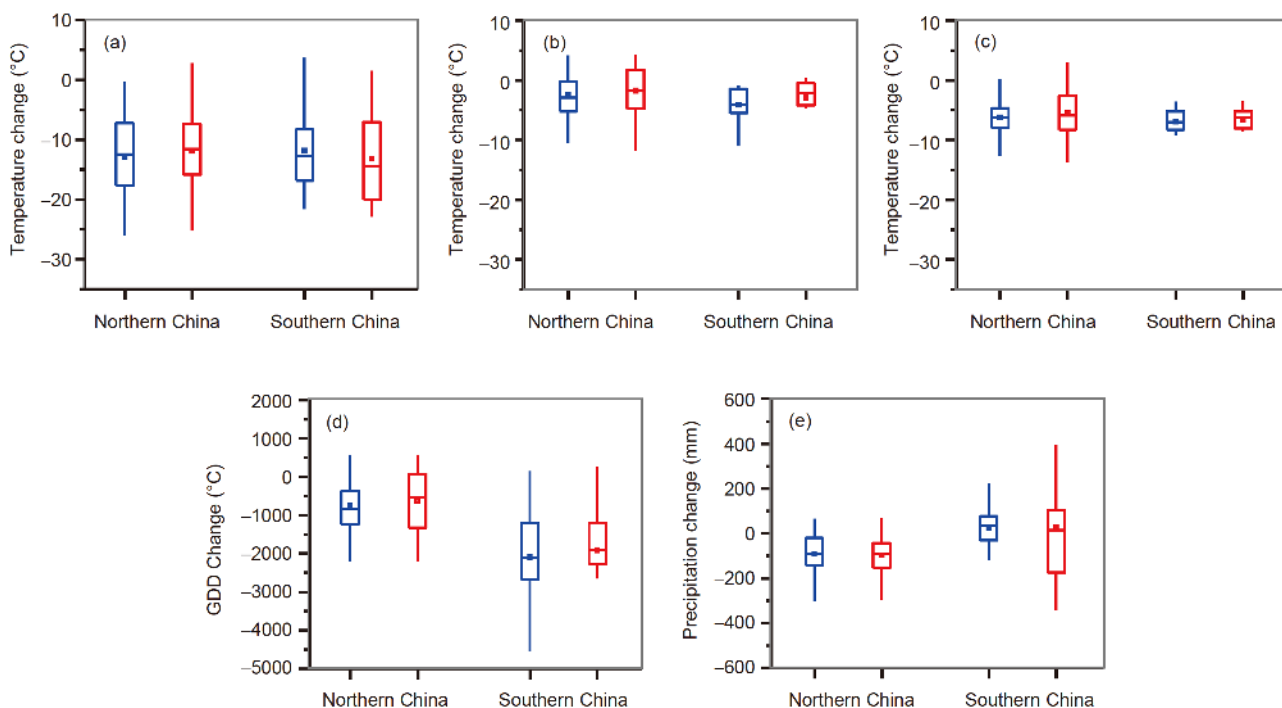 (a)
Temperature change (°C)
10
0
–10
–20
–30
Northern China Southern China
(b)
Temperature change (°C)
10
0
–10
–20
–30
Northern China Southern China
(c)
Temperature change (°C)
10
0
–10
–20
–30
Northern China Southern China
(d)
GDD Change (°C)
2000
1000
0
–1000
–2000
–3000
–4000
–5000
Northern China Southern China
(e)
Precipitation change (mm)
600
400
200
0
–200
–400
–600
Northern China Southern China